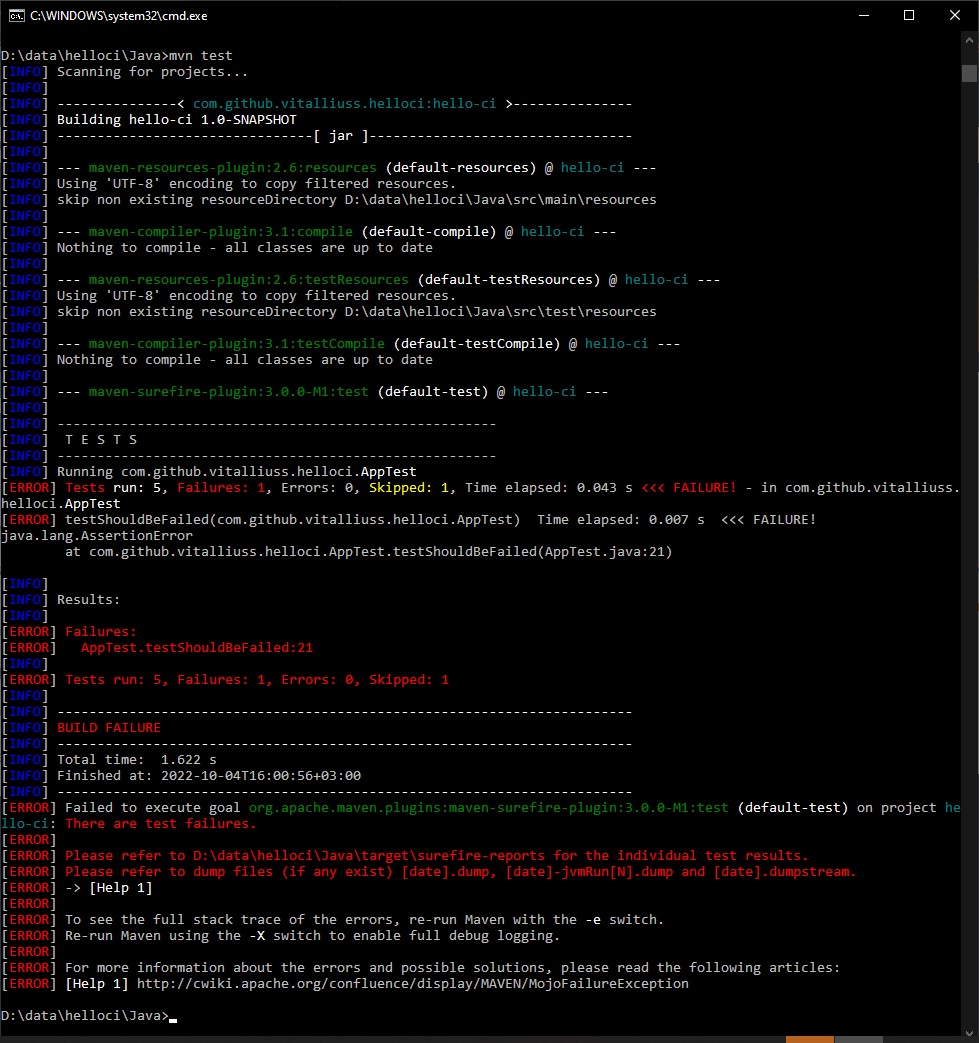 C:\WINDOWS\system32\cmd.exe
D:\data\helloci\Java>mvn test
[INFO] Scanning for projects...
[INFO]
[INFO] ---------------< com.github.vitalliuss.helloci:hello-ci >---------------
[INFO] Building hello-ci 1.0-SNAPSHOT
[INFO] --------------------------------[ jar ]---------------------------------
[INFO]
[INFO] --- maven-resources-plugin:2.6:resources (default-resources) @ hello-ci ---
[INFO] Using 'UTF-8' encoding to copy filtered resources.
[INFO] skip non existing resourceDirectory D:\data\helloci\Java\src\main\resources
[INFO]
[INFO] --- maven-compiler-plugin:3.1:compile (default-compile) @ hello-ci ---
[INFO] Nothing to compile - all classes are up to date
[INFO]
[INFO] --- maven-resources-plugin:2.6:testResources (default-testResources) @ hello-ci ---
[INFO] Using 'UTF-8' encoding to copy filtered resources.
[INFO] skip non existing resourceDirectory D:\data\helloci\Java\src\test\resources
[INFO]
[INFO] --- maven-compiler-plugin:3.1:testCompile (default-testCompile) @ hello-ci ---
[INFO] Nothing to compile - all classes are up to date
[INFO]
[INFO] --- maven-surefire-plugin:3.0.0-M1:test (default-test) @ hello-ci ---
[INFO]
[INFO] -------------------------------------------------------
[INFO]  T E S T S
[INFO] -------------------------------------------------------
[INFO] Running com.github.vitalliuss.helloci.AppTest
[ERROR] Tests run: 5, Failures: 1, Errors: 0, Skipped: 1, Time elapsed: 0.043 s <<< FAILURE! - in com.github.vitalliuss.
helloci.AppTest
[ERROR] testShouldBeFailed(com.github.vitalliuss.helloci.AppTest)  Time elapsed: 0.007 s  <<< FAILURE!
java.lang.AssertionError
        at com.github.vitalliuss.helloci.AppTest.testShouldBeFailed(AppTest.java:21)
[INFO]
[INFO] Results:
[INFO]
[ERROR] Failures:
[ERROR]   AppTest.testShouldBeFailed:21
[INFO]
[ERROR] Tests run: 5, Failures: 1, Errors: 0, Skipped: 1
[INFO]
[INFO] ------------------------------------------------------------------------
[INFO] BUILD FAILURE
[INFO] ------------------------------------------------------------------------
[INFO] Total time:  1.622 s
[INFO] Finished at: 2022-10-04T16:00:56+03:00
[INFO] ------------------------------------------------------------------------
[ERROR] Failed to execute goal org.apache.maven.plugins:maven-surefire-plugin:3.0.0-M1:test (default-test) on project he
llo-ci: There are test failures.
[ERROR]
[ERROR] Please refer to D:\data\helloci\Java\target\surefire-reports for the individual test results.
[ERROR] Please refer to dump files (if any exist) [date].dump, [date]-jvmRun[N].dump and [date].dumpstream.
[ERROR] -> [Help 1]
[ERROR]
[ERROR] To see the full stack trace of the errors, re-run Maven with the -e switch.
[ERROR] Re-run Maven using the -X switch to enable full debug logging.
[ERROR]
[ERROR] For more information about the errors and possible solutions, please read the following articles:
[ERROR] [Help 1] http://cwiki.apache.org/confluence/display/MAVEN/MojoFailureException
D:\data\helloci\Java>